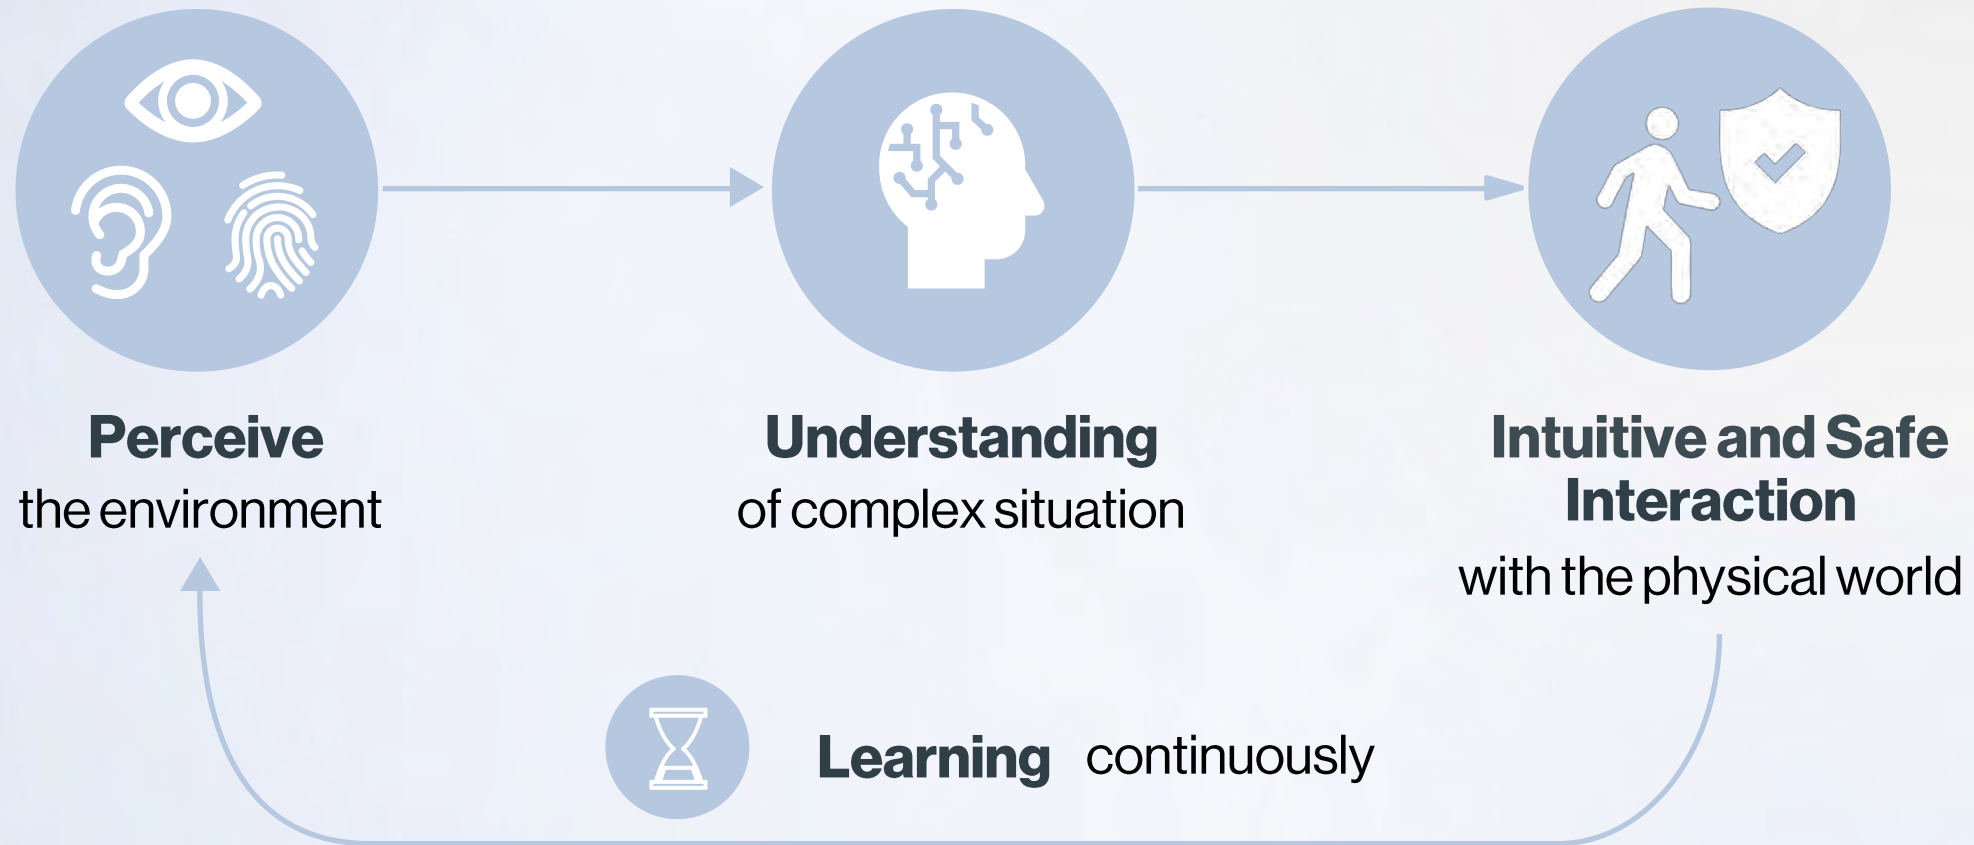 Perceive
the environment
Understanding
of complex situation
Intuitive and Safe
Interaction
with the physical world
Learning continuously